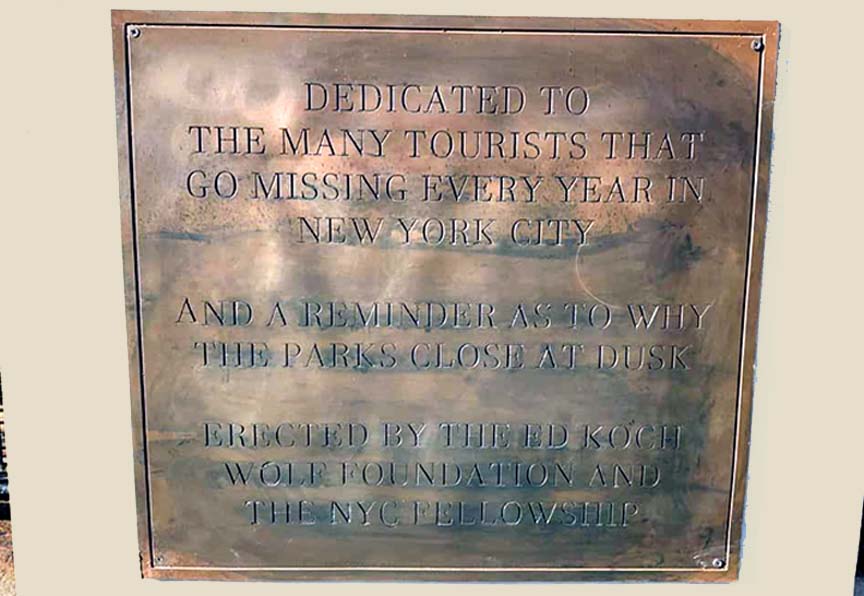 DEDICATED TO
THE MANY TOURISTS THAT
GO MISSING EVERY YEAR IN
NEW YORK CITY
AND A REMINDER AS TO WHY
THE PARKS CLOSE AT DUSK
ERECTED BY THE ED KOCH
WOLF FOUNDATION AND
THE NYC FELLOWSHIP